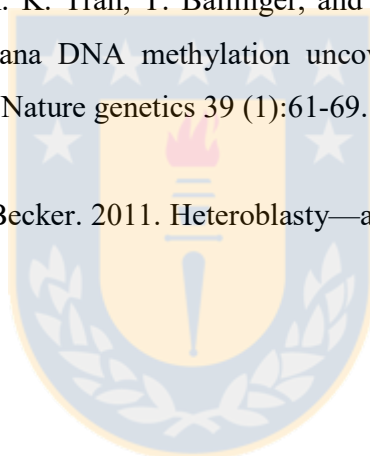 K. Tran, T. Ballinger, and
ana DNA methylation uncov
Nature genetics 39 (1):61-69.
Becker. 2011. Heteroblasty—a